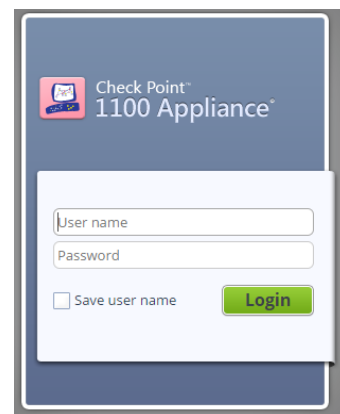 Check Point™
1100 Appliance®
User name
Password
Save user name
Login